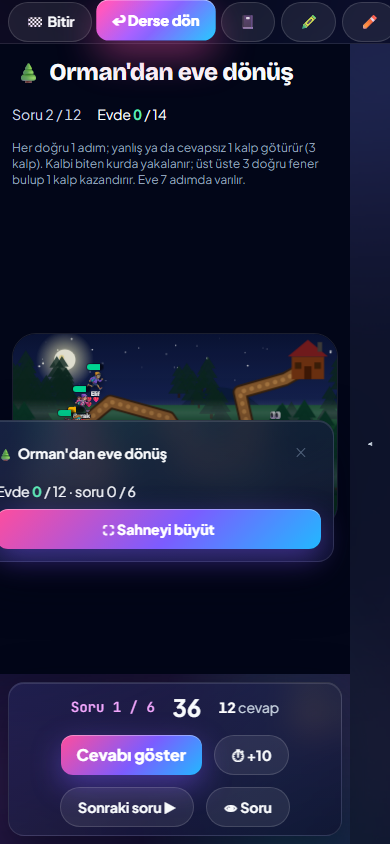 Bitir
Derse dön
Orman'dan eve dönüş
Soru 2 / 12 Evde 0 / 14
Her doğru 1 adım; yanlış ya da cevapsız 1 kalp götürür (3
kalp). Kalbi biten kurda yakalanır; üst üste 3 doğru fener
bulup 1 kalp kazandırır. Eve 7 adımda varılır.
Orman'dan eve dönüş
Evde 0 / 12 · soru 0 / 6
Sahneyi büyüt
Soru 1 / 6 36 12 cevap
Cevabı göster +10
Sonraki soru Soru